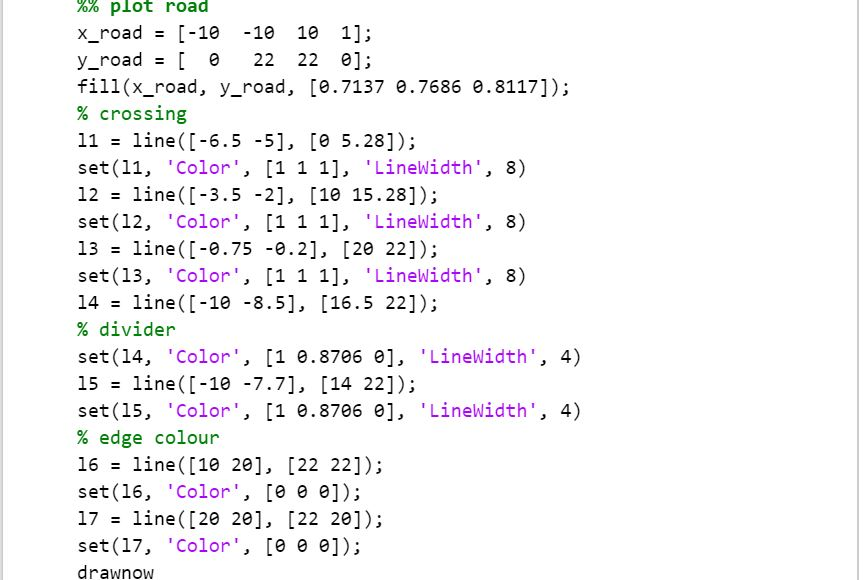 %% plot road
x_road = [-10  -10  10  1];
y_road = [  0   22  22  0];
fill(x_road, y_road, [0.7137 0.7686 0.8117]);
% crossing
l1 = line([-6.5 -5], [0 5.28]);
set(l1, 'Color', [1 1 1], 'LineWidth', 8)
l2 = line([-3.5 -2], [10 15.28]);
set(l2, 'Color', [1 1 1], 'LineWidth', 8)
l3 = line([-0.75 -0.2], [20 22]);
set(l3, 'Color', [1 1 1], 'LineWidth', 8)
l4 = line([-10 -8.5], [16.5 22]);
% divider
set(l4, 'Color', [1 0.8706 0], 'LineWidth', 4)
l5 = line([-10 -7.7], [14 22]);
set(l5, 'Color', [1 0.8706 0], 'LineWidth', 4)
% edge colour
l6 = line([10 20], [22 22]);
set(l6, 'Color', [0 0 0]);
l7 = line([20 20], [22 20]);
set(l7, 'Color', [0 0 0]);
drawnow